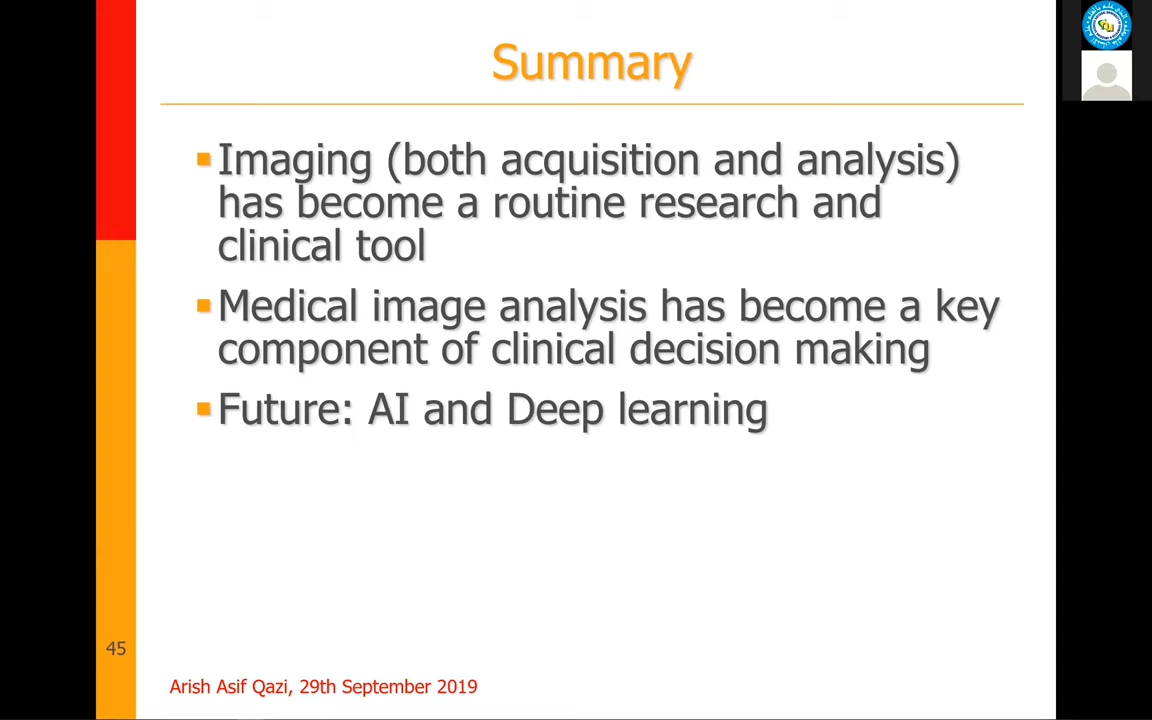 Summary
▪Imaging (both acquisition and analysis)
has become a routine research and
clinical tool
▪Medical image analysis has become a key
component of clinical decision making
▪Future: AI and Deep learning
45
Arish Asif Qazi, 29th September 2019